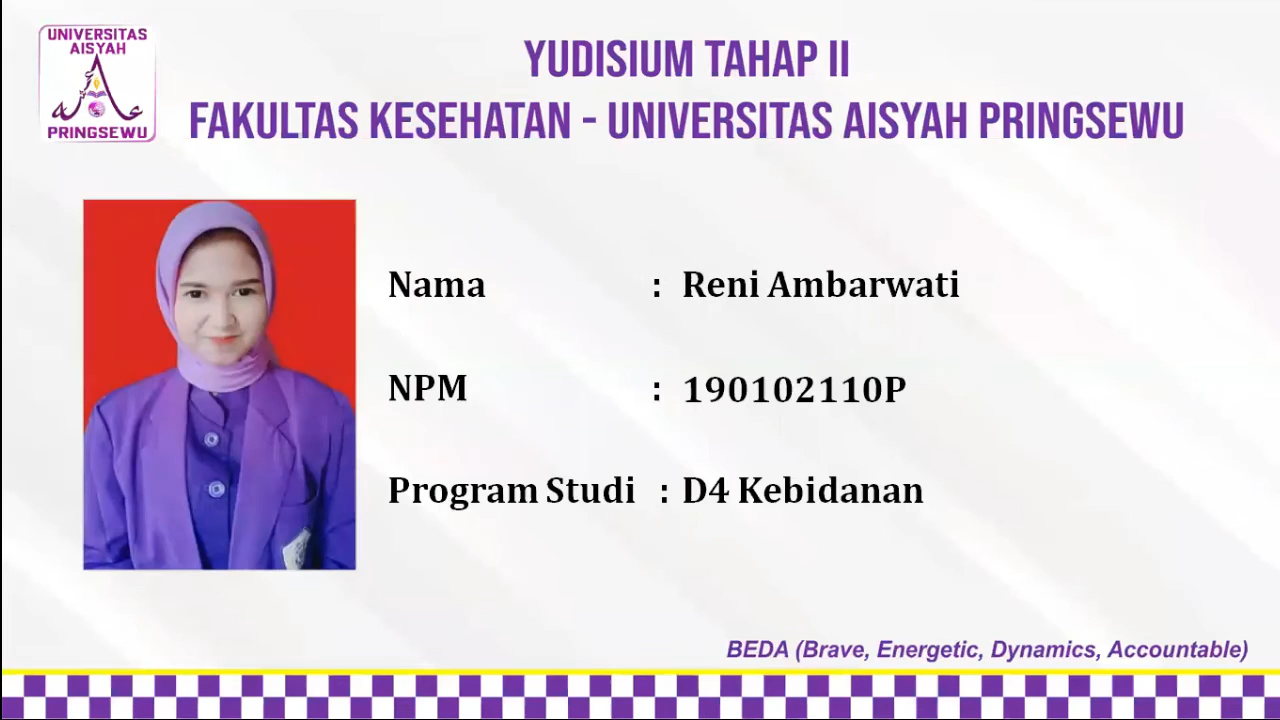 UNIVERSITAS
AISYAH
PRINGSEWU
YUDISIUM TAHAP II
FAKULTAS KESEHATAN - UNIVERSITAS AISYAH PRINGSEWU
Nama : Reni Ambarwati
NPM : 190102110P
Program Studi : D4 Kebidanan
BEDA (Brave, Energetic, Dynamics, Accountable)